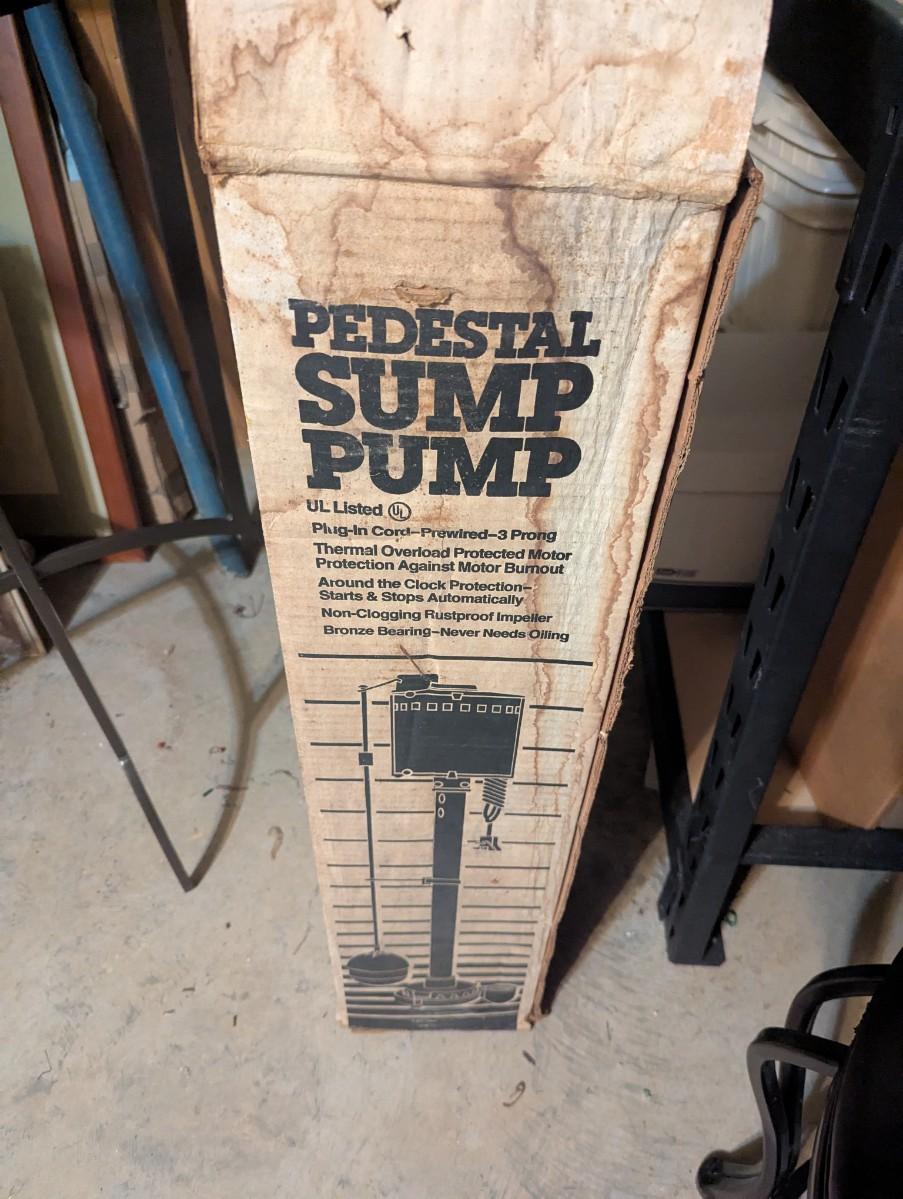 PEDESTAL
SUMP
PUMP
UL Listed UL
Plug-In Cord–Prewired–3 Prong
Thermal Overload Protected Motor
Protection Against Motor Burnout
Around the Clock Protection–
Starts & Stops Automatically
Non-Clogging Rustproof Impeller
Bronze Bearing–Never Needs Oiling